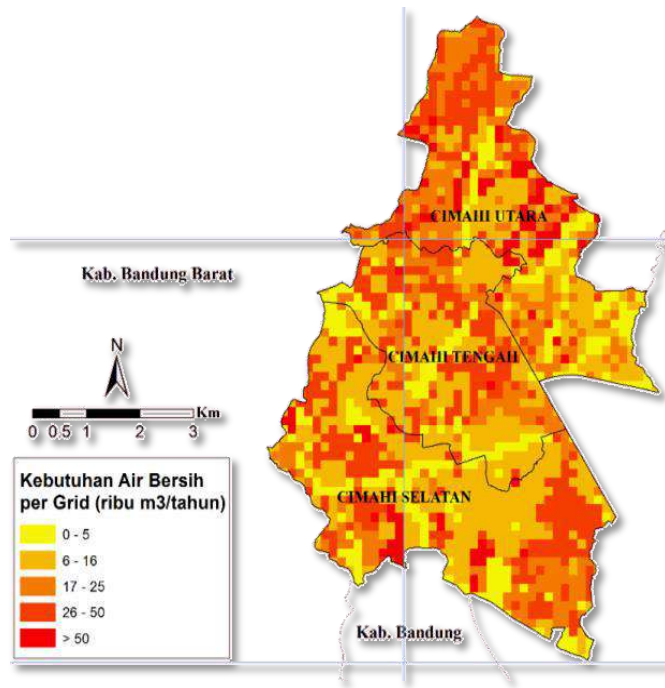 CIMAHI UTARA
Kab. Bandung Barat
N
CIMAHI TENGAH
Km
0 0.5 1 2 3
Kebutuhan Air Bersih
per Grid (ribu m3/tahun)
0 - 5
6 - 16
17 - 25
26 - 50
> 50
CIMAHI SELATAN
Kab. Bandung